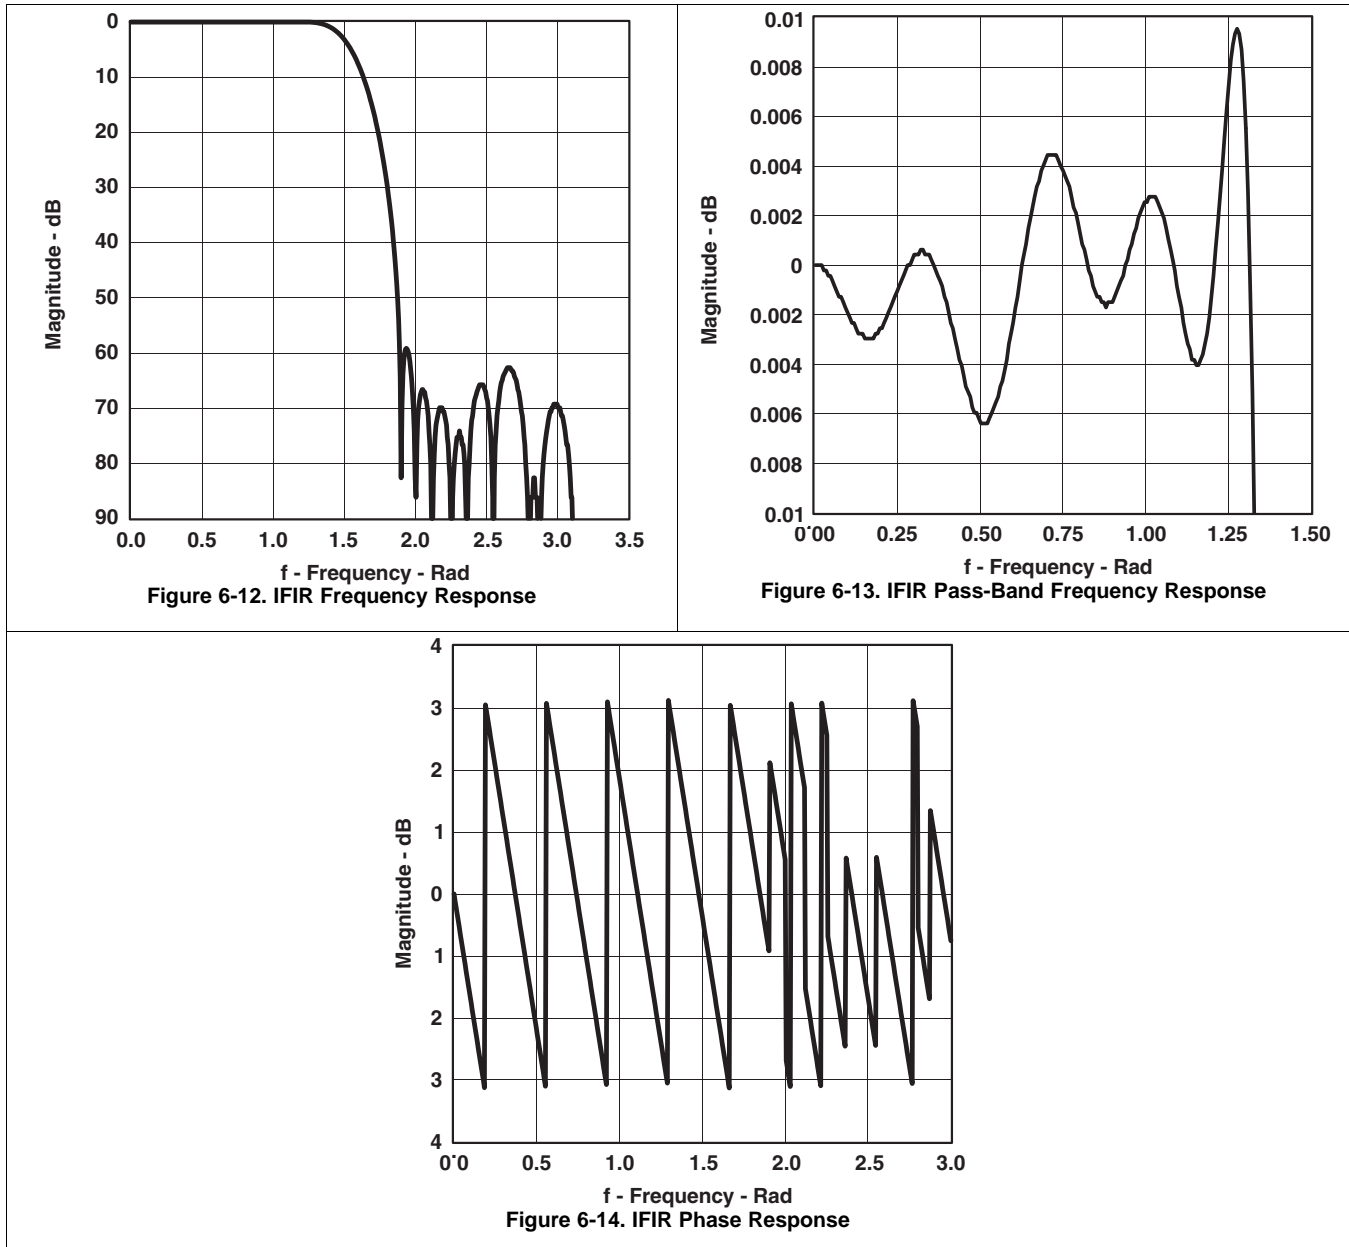 0
10
20
30
40
50
60
70
80
90
Magnitude - dB
0.0 0.5 1.0 1.5 2.0 2.5 3.0 3.5
f - Frequency - Rad
Figure 6-12. IFIR Frequency Response
0.01
0.008
0.006
0.004
0.002
0
0.002
0.004
0.006
0.008
0.01
Magnitude - dB
0.00 0.25 0.50 0.75 1.00 1.25 1.50
f - Frequency - Rad
Figure 6-13. IFIR Pass-Band Frequency Response
4
3
2
1
0
1
2
3
4
Magnitude - dB
0.0 0.5 1.0 1.5 2.0 2.5 3.0
f - Frequency - Rad
Figure 6-14. IFIR Phase Response